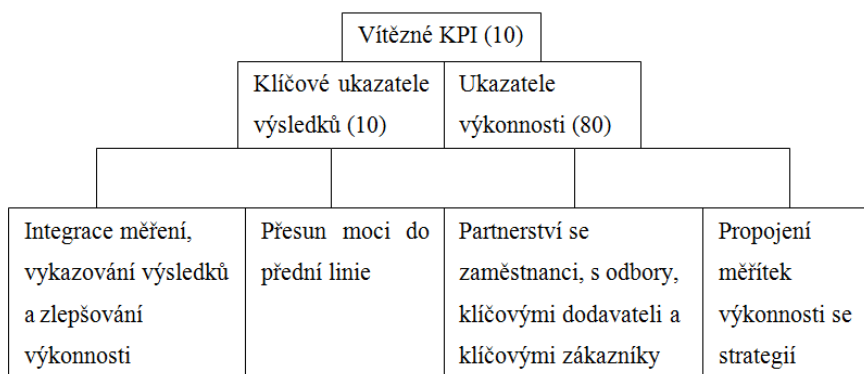 Vítězné KPI (10)
Klíčové ukazatele
výsledků (10)
Ukazatele
výkonnosti (80)
Integrace měření,
vykazování výsledků
a zlepšování
výkonnosti
Přesun moci do
přední linie
Partnerství se
zaměstnanci, s odbory,
klíčovými dodavateli a
klíčovými zákazníky
Propojení
měřítek
výkonnosti se
strategií